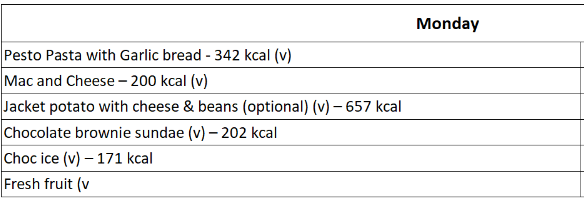 Monday
Pesto Pasta with Garlic bread - 342 kcal (v)
Mac and Cheese – 200 kcal (v)
Jacket potato with cheese & beans (optional) (v) – 657 kcal
Chocolate brownie sundae (v) – 202 kcal
Choc ice (v) – 171 kcal
Fresh fruit (v